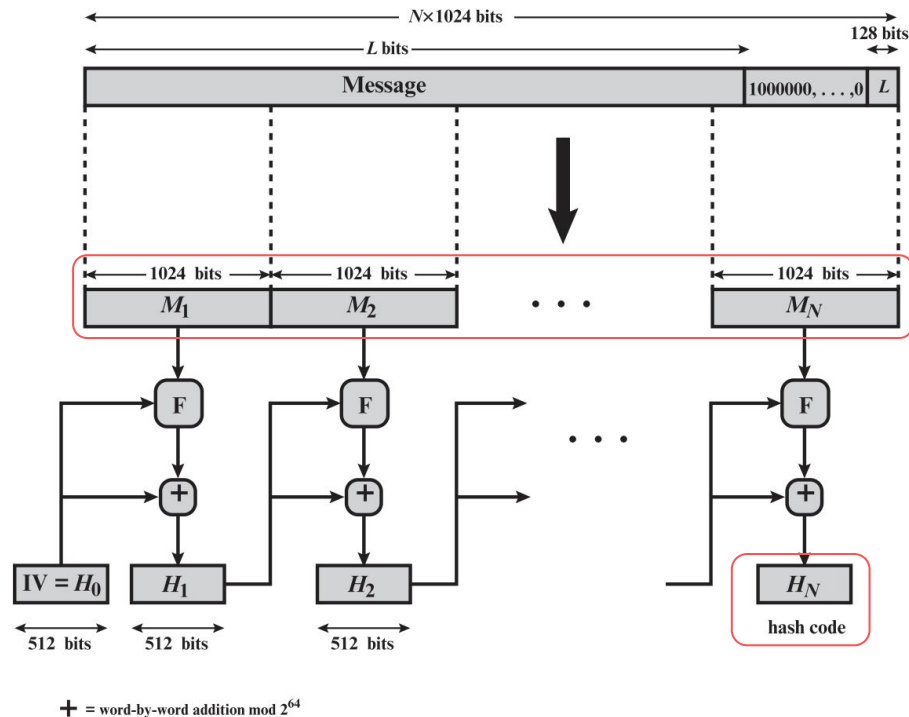 N×1024 bits
L bits
128 bits
Message
1000000, . . . ,0
L
1024 bits
1024 bits
1024 bits
M1
M2
. . .
MN
F
F
F
. . .
+
+
+
IV = H0
H1
H2
HN
hash code
512 bits
512 bits
512 bits
+ = word-by-word addition mod 2^64